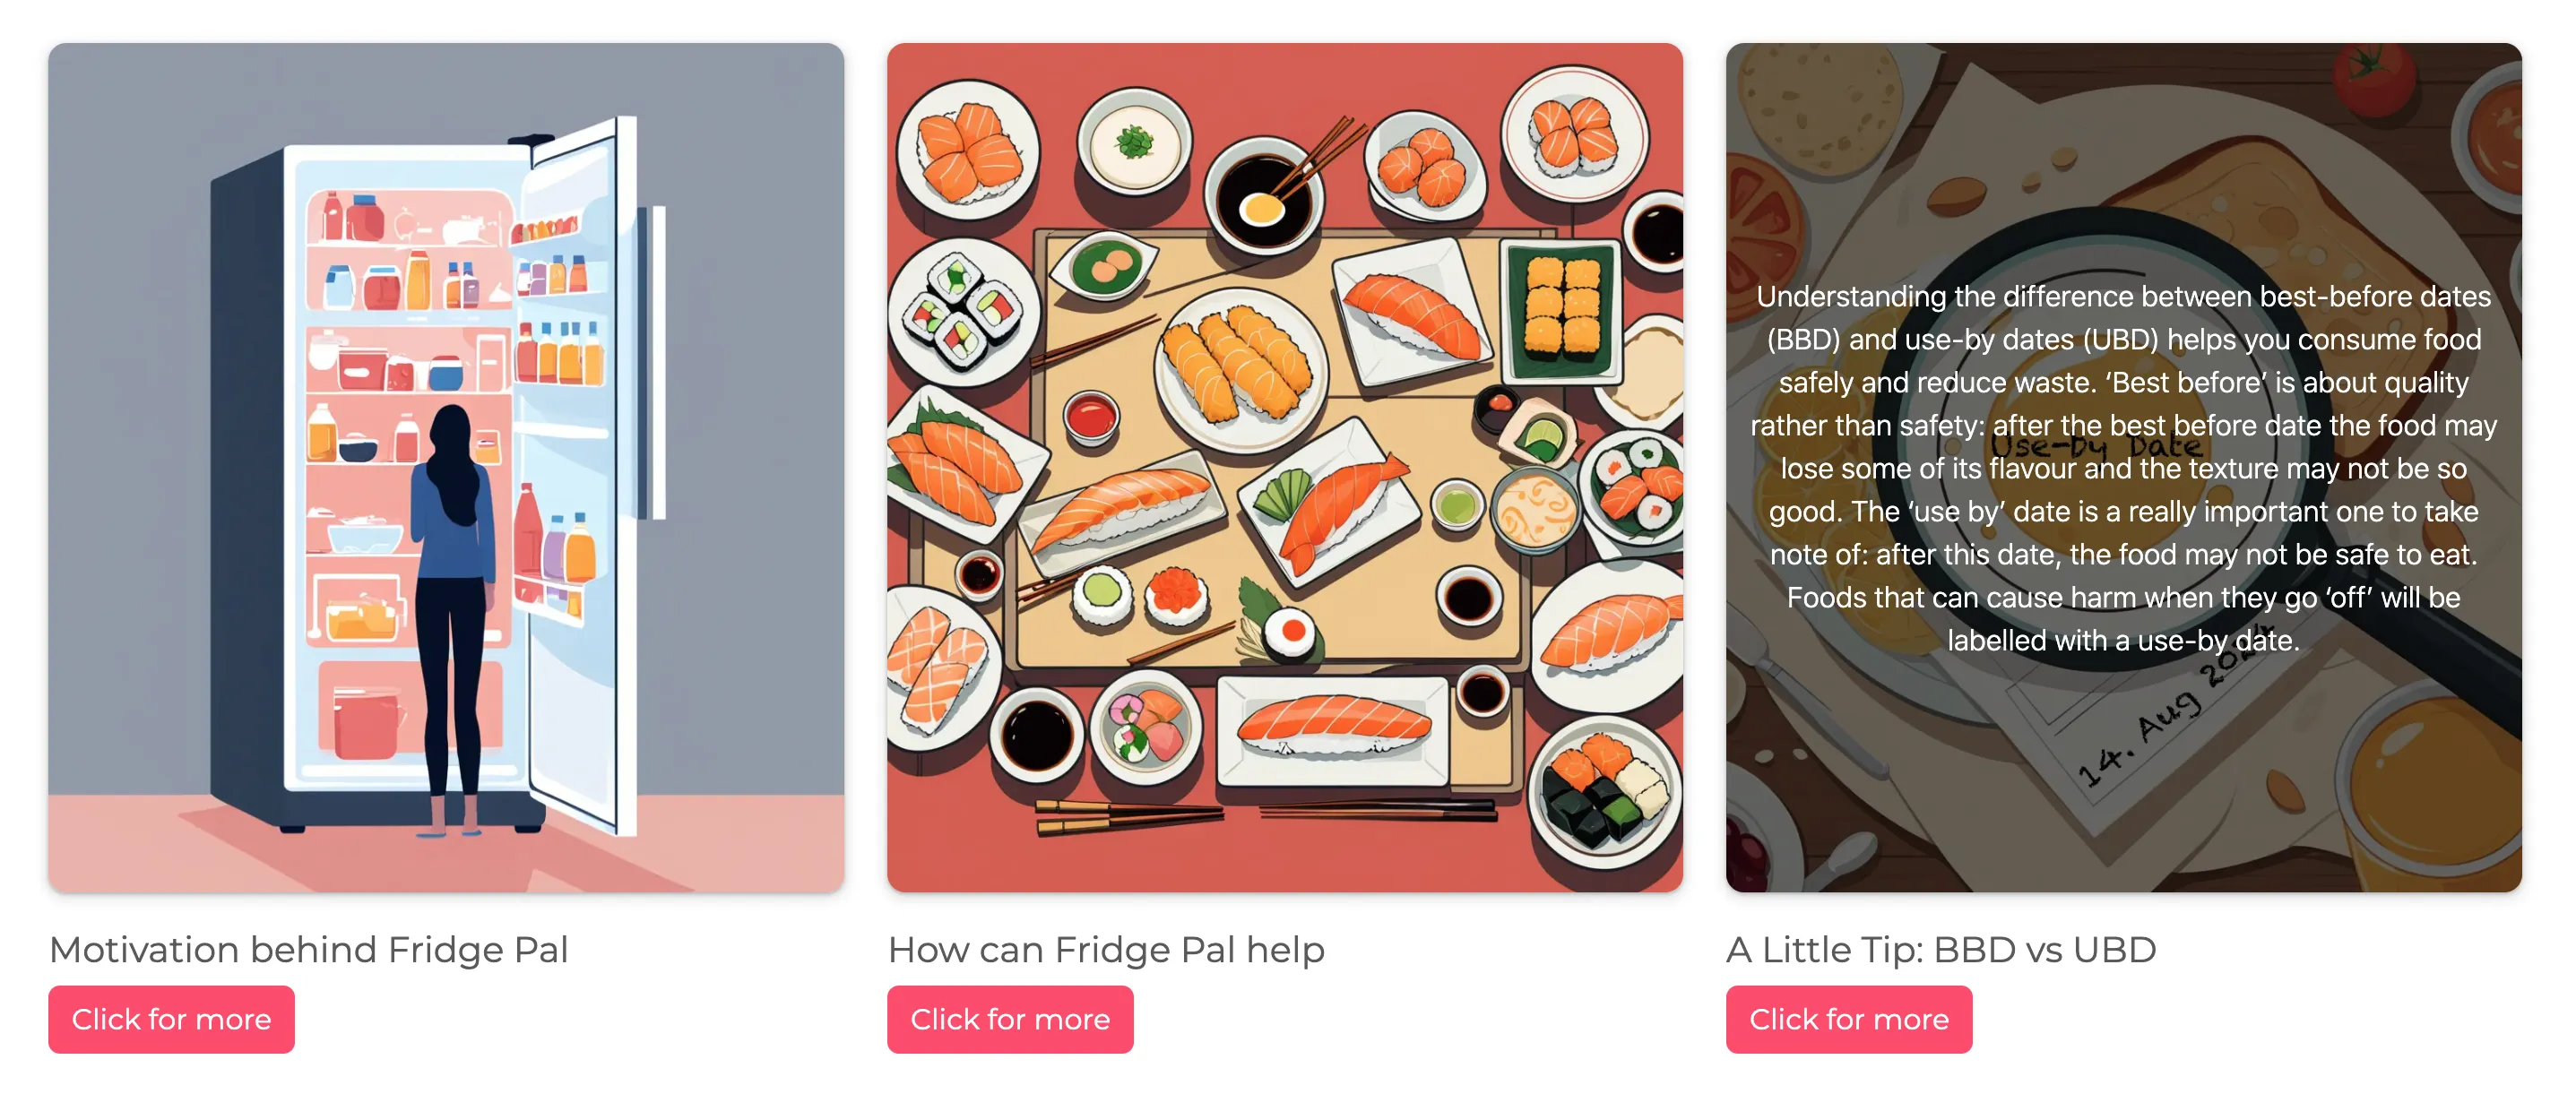 Understanding the difference between best-before dates
(BBD) and use-by dates (UBD) helps you consume food
safely and reduce waste. ‘Best before’ is about quality
rather than safety: after the best before date the food may
Use-by Date
lose some of its flavour and the texture may not be so
good. The ‘use by’ date is a really important one to take
note of: after this date, the food may not be safe to eat.
Foods that can cause harm when they go ‘off’ will be
labelled with a use-by date.
14. Aug 2024
Motivation behind Fridge Pal
How can Fridge Pal help
A Little Tip: BBD vs UBD
Click for more
Click for more
Click for more